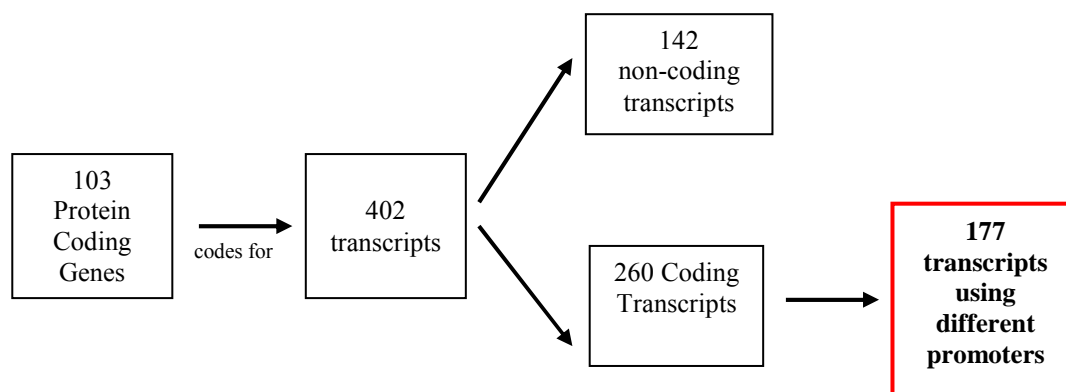 103
Protein
Coding
Genes
codes for
402
transcripts
142
non-coding
transcripts
260 Coding
Transcripts
177
transcripts
using
different
promoters